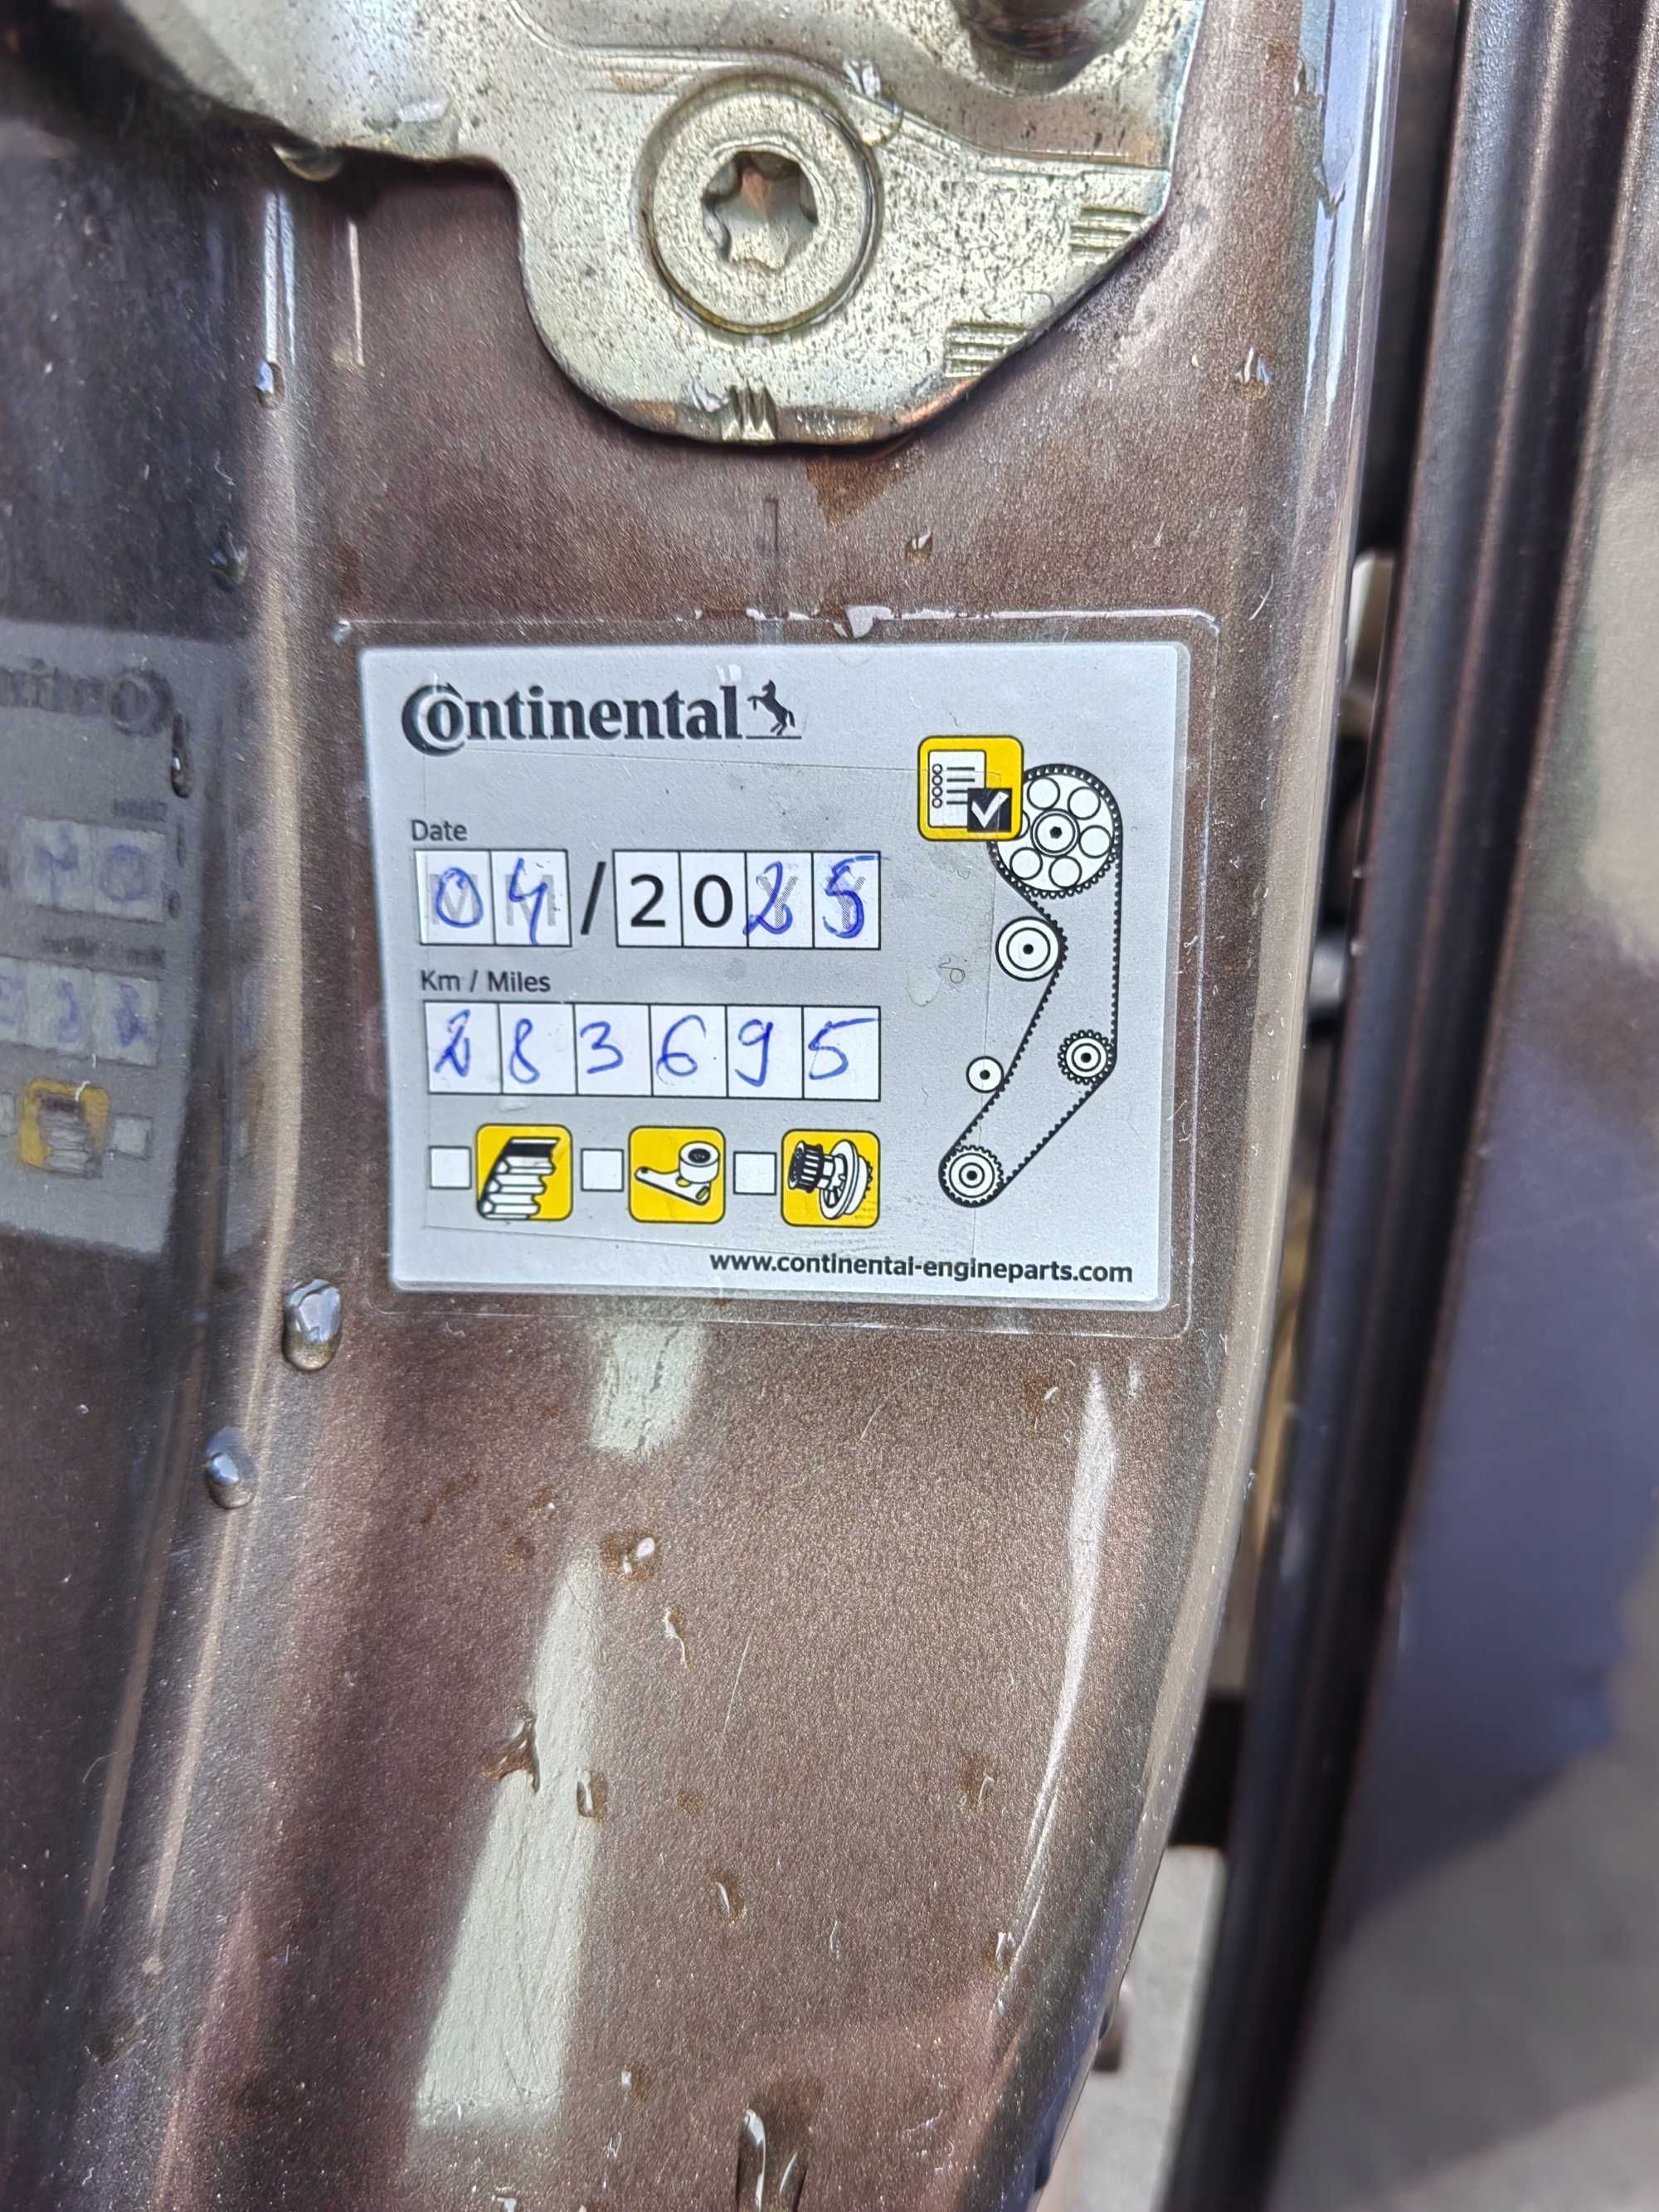 Continental
Date
04/2025
Km / Miles
283695
www.continental-engineparts.com